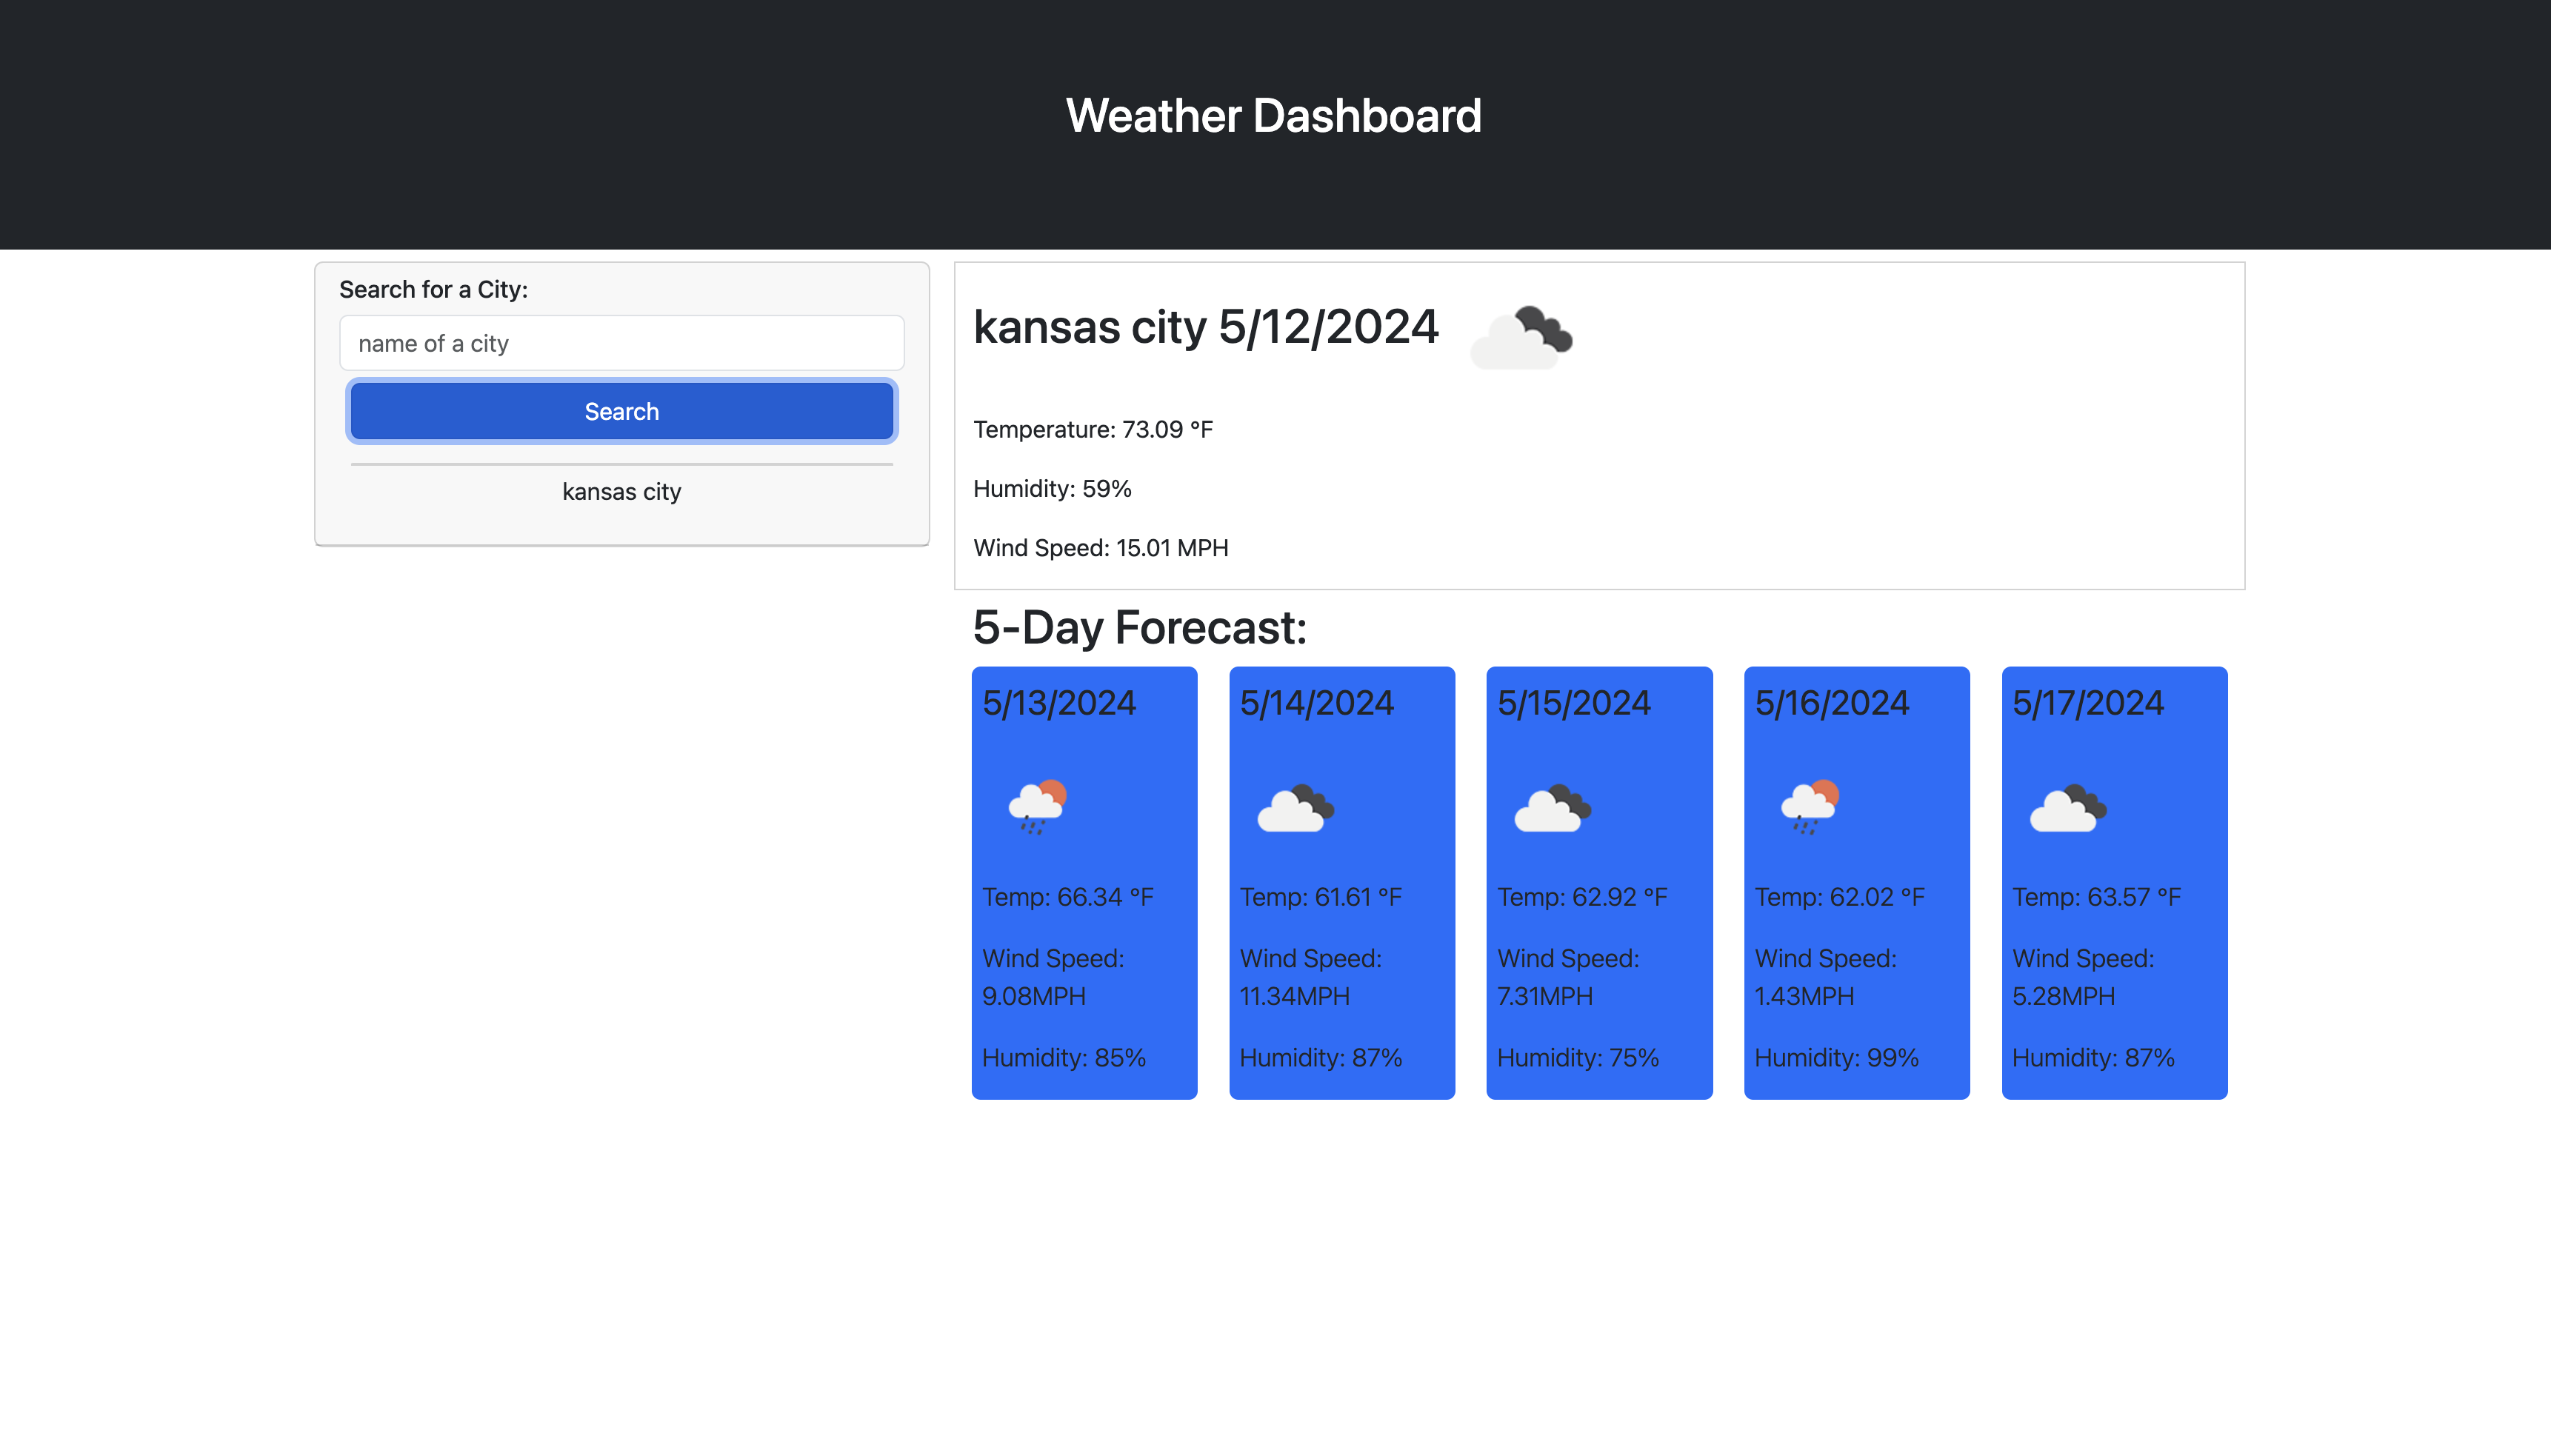 Weather Dashboard
Search for a City:
name of a city
Search
kansas city
kansas city 5/12/2024
Temperature: 73.09 °F
Humidity: 59%
Wind Speed: 15.01 MPH
5-Day Forecast:
5/13/2024
Temp: 66.34 °F
Wind Speed:
9.08MPH
Humidity: 85%
5/14/2024
Temp: 61.61 °F
Wind Speed:
11.34MPH
Humidity: 87%
5/15/2024
Temp: 62.92 °F
Wind Speed:
7.31MPH
Humidity: 75%
5/16/2024
Temp: 62.02 °F
Wind Speed:
1.43MPH
Humidity: 99%
5/17/2024
Temp: 63.57 °F
Wind Speed:
5.28MPH
Humidity: 87%